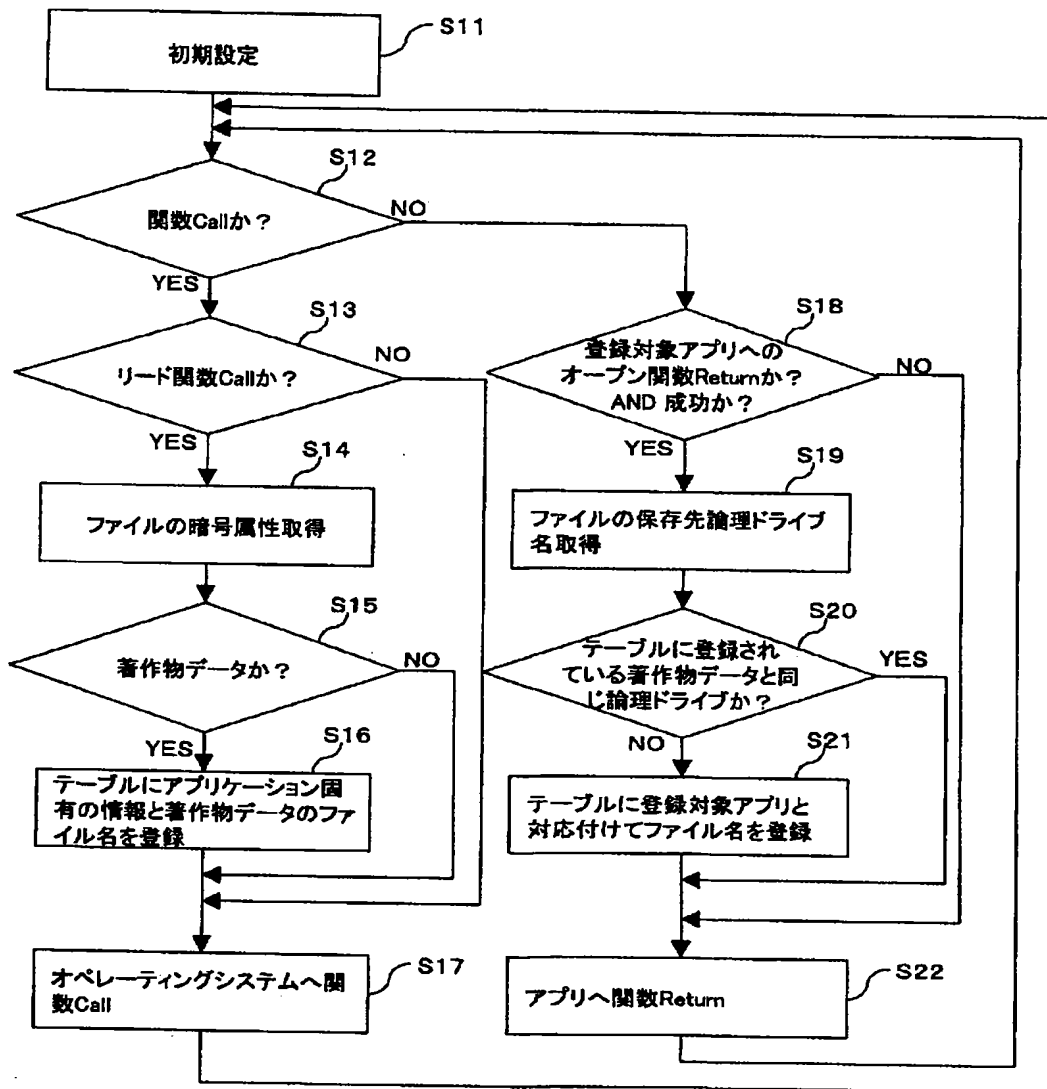 S11
初期設定
S12
関数Callか?
NO
YES
S13
リード関数Callか?
NO
YES
S14
ファイルの暗号属性取得
S15
著作物データか?
NO
YES
S16
テーブルにアプリケーション固
有の情報と著作物データのファ
イル名を登録
S17
オペレーティングシステムへ関
数Call
S18
登録対象アプリへの
オープン関数Returnか?
AND 成功か?
NO
YES
S19
ファイルの保存先論理ドライブ
名取得
S20
テーブルに登録され
ている著作物データと同
じ論理ドライブか?
YES
NO
S21
テーブルに登録対象アプリと
対応付けてファイル名を登録
S22
アプリへ関数Return